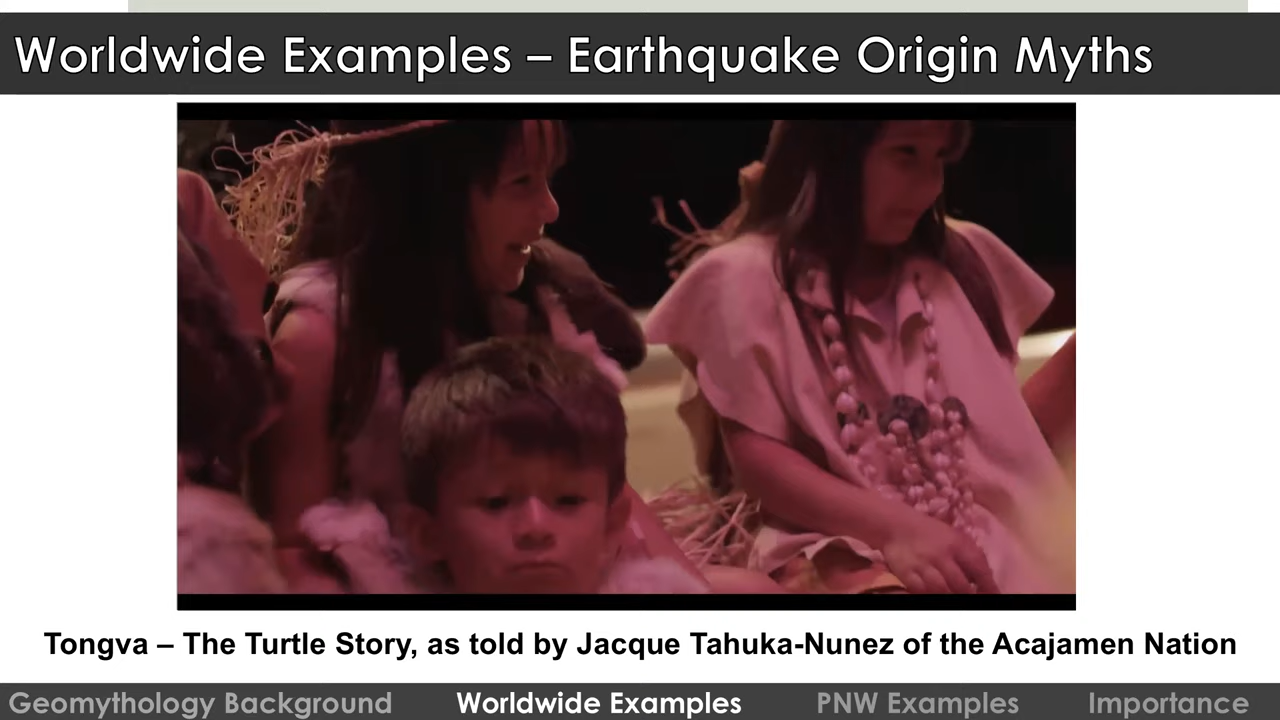 Worldwide Examples – Earthquake Origin Myths
Tongva – The Turtle Story, as told by Jacque Tahuka-Nunez of the Acajamen Nation
Geomythology Background Worldwide Examples PNW Examples Importance